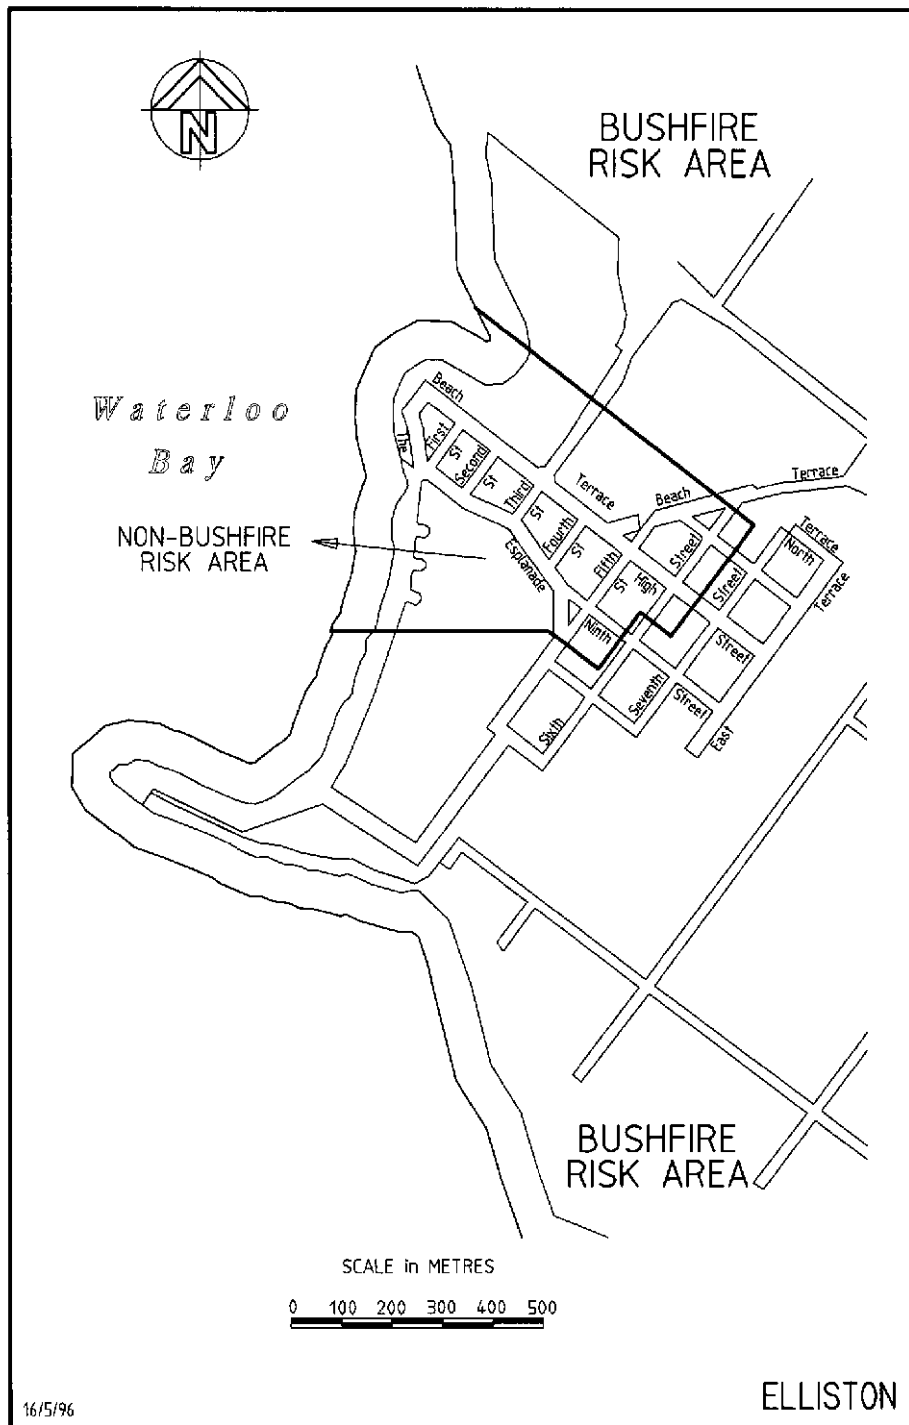 N
BUSHFIRE
RISK AREA
Waterloo
Bay
Beach
The
First
St
Second
St
Third
St
Fourth
St
Fifth
St
Terrace
Beach
Terrace
Terrace
North
Terrace
Street
Street
High
Street
Esplanade
Ninth
Seventh
Street
Sixth
East
NON-BUSHFIRE
RISK AREA
BUSHFIRE
RISK AREA
SCALE in METRES
0 100 200 300 400 500
ELLISTON
16/5/96